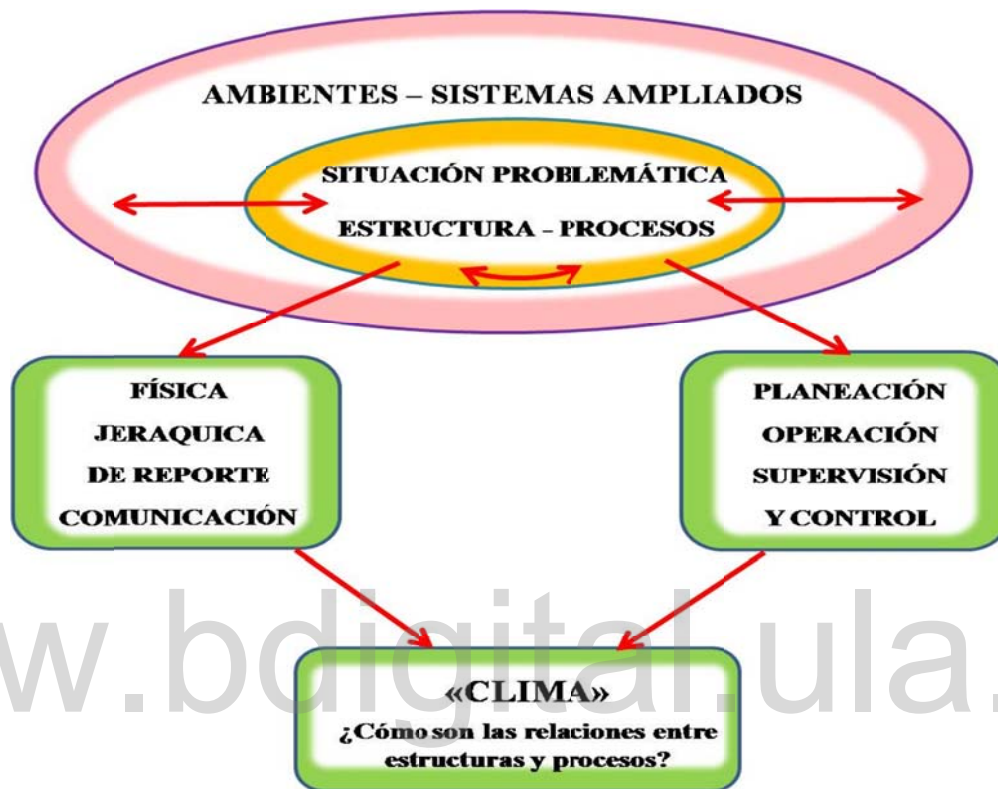 AMBIENTES – SISTEMAS AMPLIADOS
SITUACIÓN PROBLEMÁTICA
ESTRUCTURA - PROCESOS
FÍSICA
JERAQUICA
DE REPORTE
COMUNICACIÓN
PLANEACIÓN
OPERACIÓN
SUPERVISIÓN
Y CONTROL
«CLIMA»
¿Cómo son las relaciones entre
estructuras y procesos?
w.bdigital.ula.